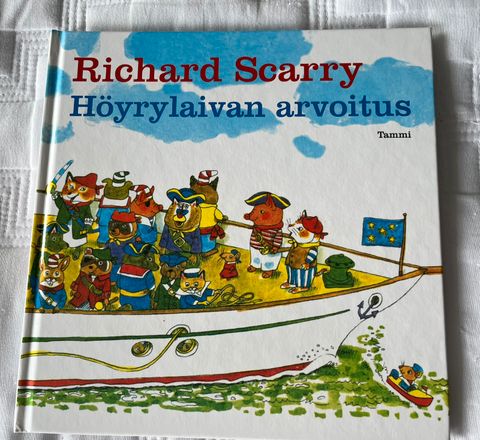 Richard Scarry
Höyrylaivan arvoitus
Tammi